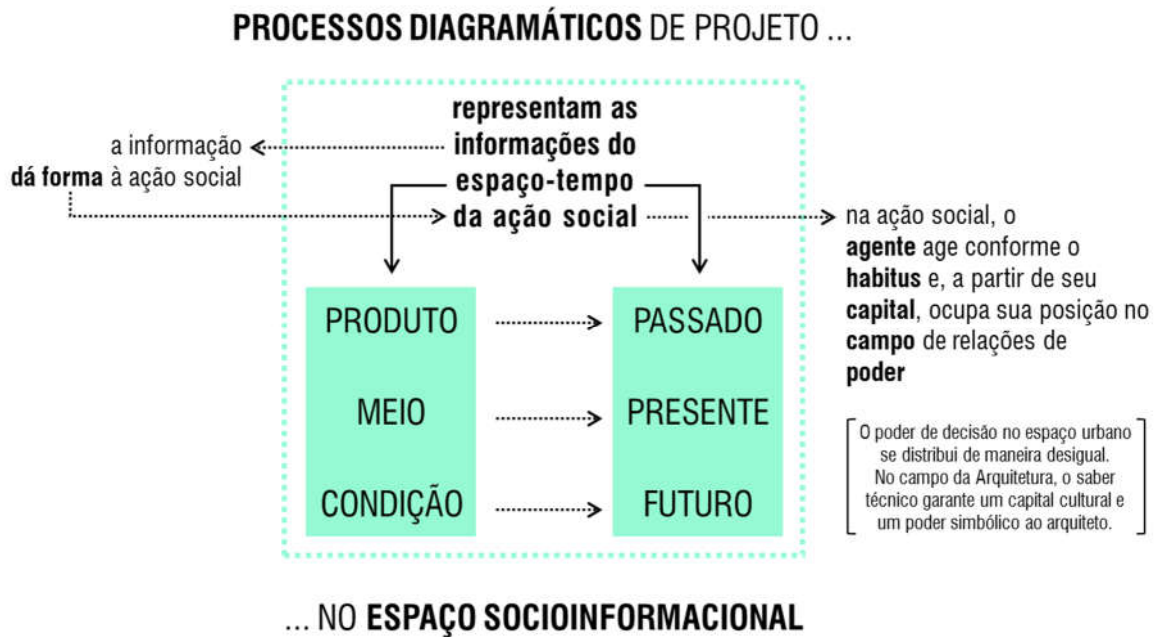 PROCESSOS DIAGRAMÁTICOS DE PROJETO ...
representam as
informações do
espaço-tempo
da ação social
a informação
dá forma à ação social
na ação social, o
agente age conforme o
habitus e, a partir de seu
capital, ocupa sua posição no
campo de relações de
poder
PRODUTO
PASSADO
MEIO
PRESENTE
CONDIÇÃO
FUTURO
O poder de decisão no espaço urbano
se distribui de maneira desigual.
No campo da Arquitetura, o saber
técnico garante um capital cultural e
um poder simbólico ao arquiteto.
... NO ESPAÇO SOCIOINFORMACIONAL